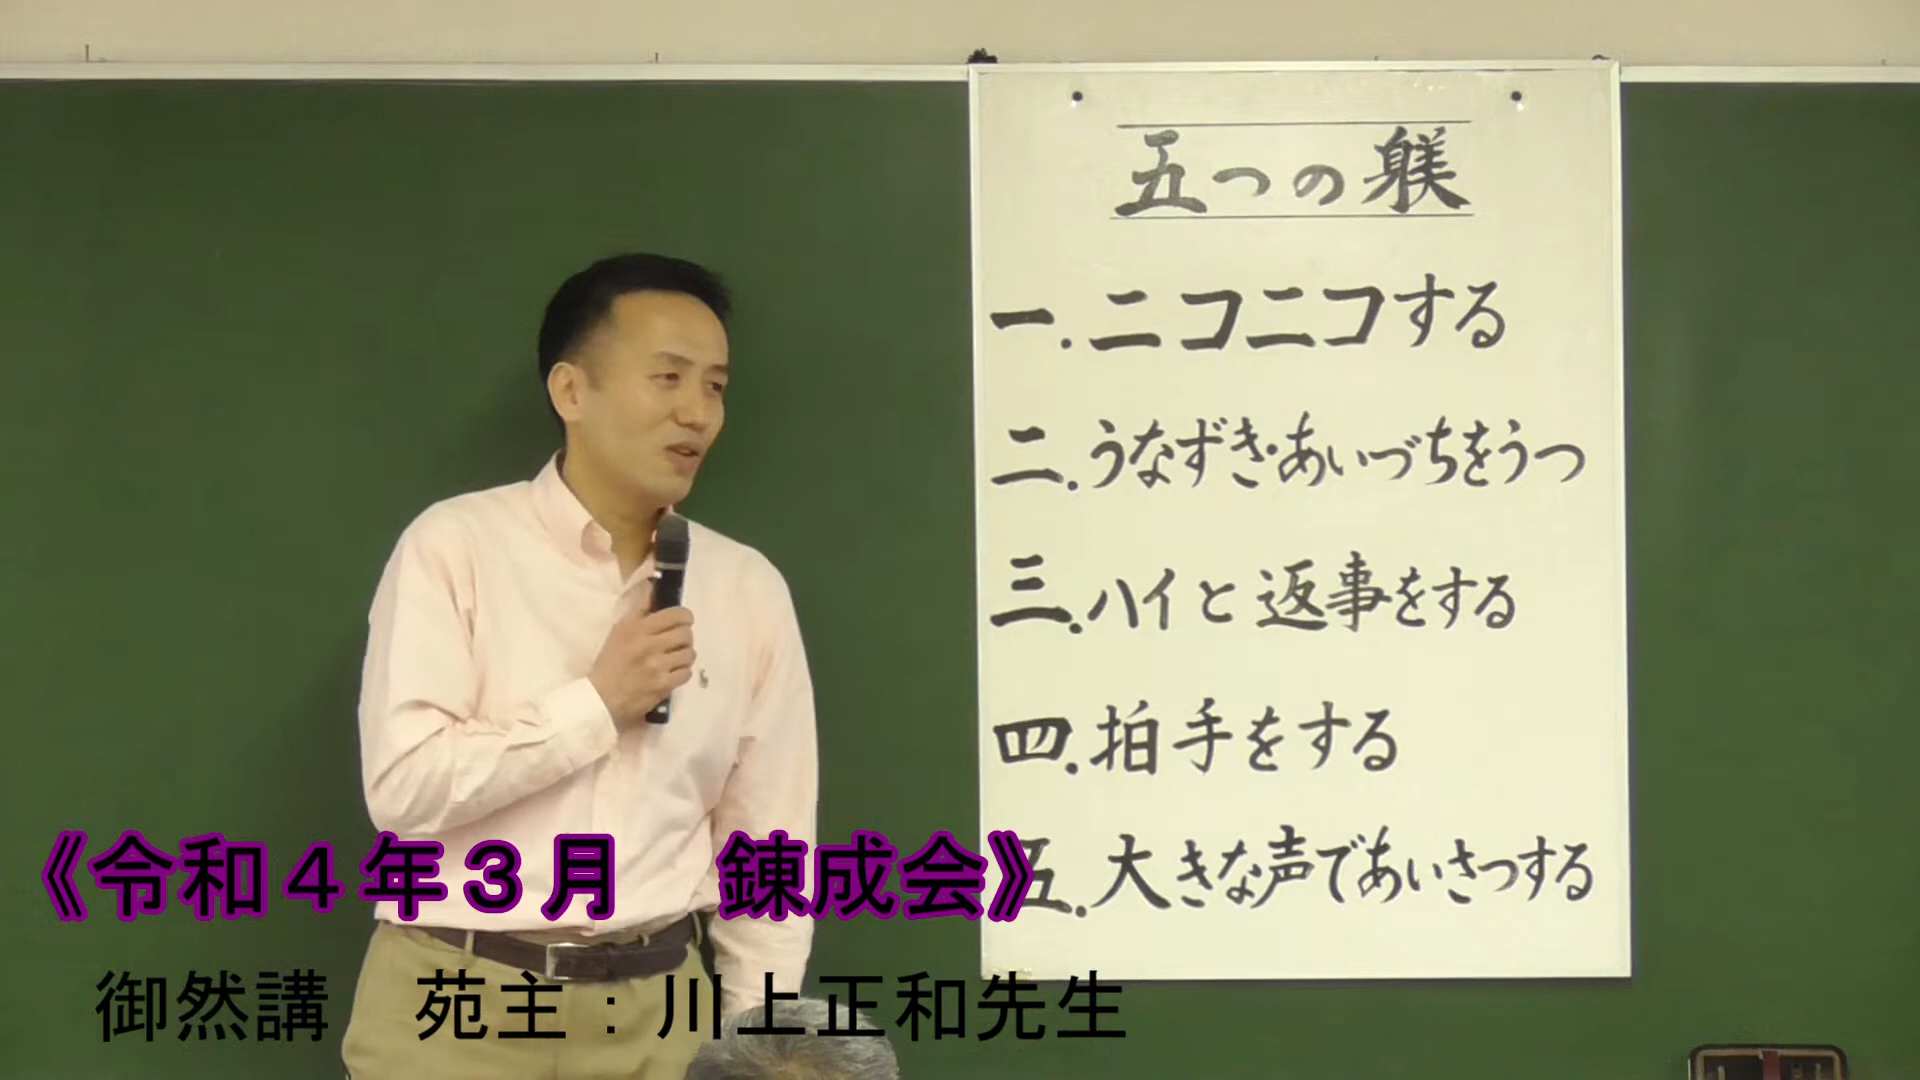 五つの躾
一.ニコニコする
二.うなずき・あいづちをうつ
三.ハイと返事をする
四.拍手をする
五.大きな声であいさつする
《令和４年３月　錬成会》
御然講　苑主：川上正和先生